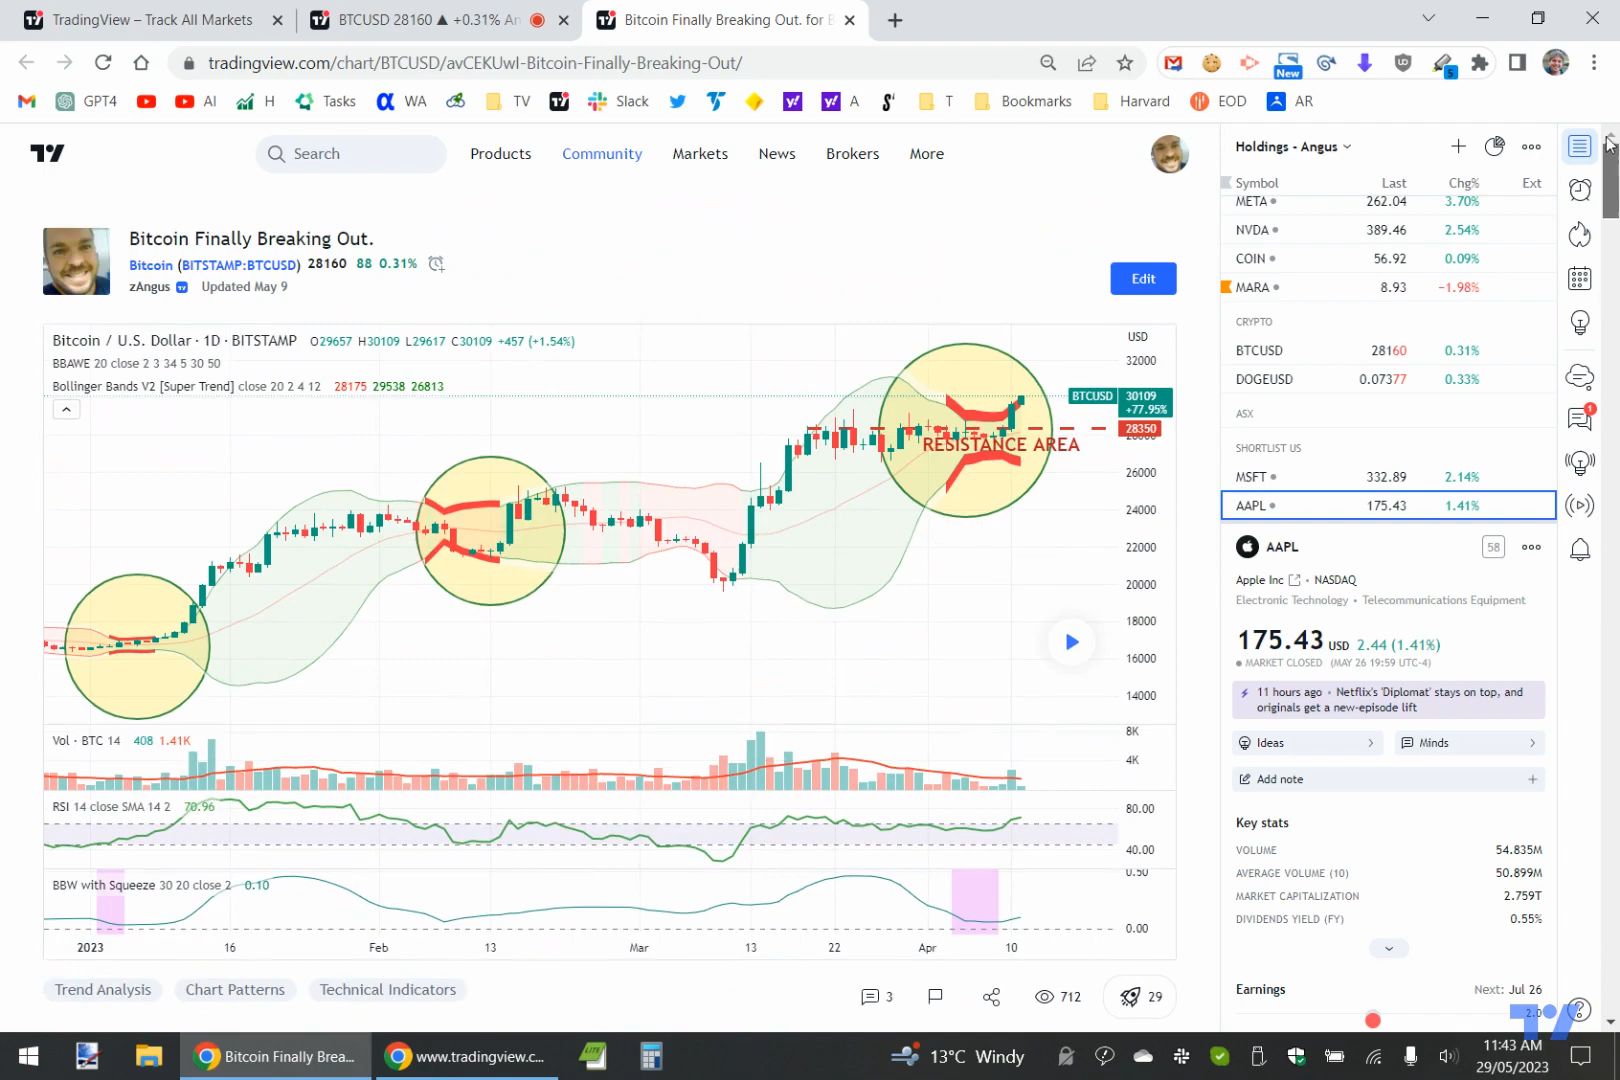 TradingView – Track All Markets
BTCUSD 28160 ▲ +0.31% An
Bitcoin Finally Breaking Out. for B
tradingview.com/chart/BTCUSD/avCEKUwI-Bitcoin-Finally-Breaking-Out/
New
5
GPT4
AI
H
Tasks
WA
TV
Slack
A
T
Bookmarks
Harvard
EOD
AR
Search
Products
Community
Markets
News
Brokers
More
Bitcoin Finally Breaking Out.
Bitcoin (BITSTAMP:BTCUSD) 28160 88 0.31%
zAngus
Updated May 9
Edit
Bitcoin / U.S. Dollar · 1D · BITSTAMP O29657 H30109 L29617 C30109 +457 (+1.54%)
BBAWE 20 close 2 3 34 5 30 50
Bollinger Bands V2 [Super Trend] close 20 2 4 12 28175 29538 26813
USD
32000
BTCUSD 30109
+77.95%
28350
RESISTANCE AREA
26000
24000
22000
20000
18000
16000
14000
Vol · BTC 14 408 1.41K
8K
4K
RSI 14 close SMA 14 2 70.96
80.00
40.00
BBW with Squeeze 30 20 close 2 0.10
0.50
0.00
2023
16
Feb
13
Mar
13
22
Apr
10
Trend Analysis
Chart Patterns
Technical Indicators
3
712
29
Holdings - Angus
Symbol Last Chg% Ext
META 262.04 3.70%
NVDA 389.46 2.54%
COIN 56.92 0.09%
MARA 8.93 −1.98%
CRYPTO
BTCUSD 28160 0.31%
DOGEUSD 0.07377 0.33%
ASX
SHORTLIST US
MSFT 332.89 2.14%
AAPL 175.43 1.41%
AAPL
58
Apple Inc • NASDAQ
Electronic Technology • Telecommunications Equipment
175.43 USD 2.44 (1.41%)
MARKET CLOSED (MAY 26 19:59 UTC-4)
11 hours ago • Netflix's 'Diplomat' stays on top, and
originals get a new-episode lift
Ideas
Minds
Add note
Key stats
VOLUME 54.835M
AVERAGE VOLUME (10) 50.899M
MARKET CAPITALIZATION 2.759T
DIVIDENDS YIELD (FY) 0.55%
Earnings
Next: Jul 26
2.0
1
Bitcoin Finally Brea...
www.tradingview.c...
13°C Windy
11:43 AM
29/05/2023